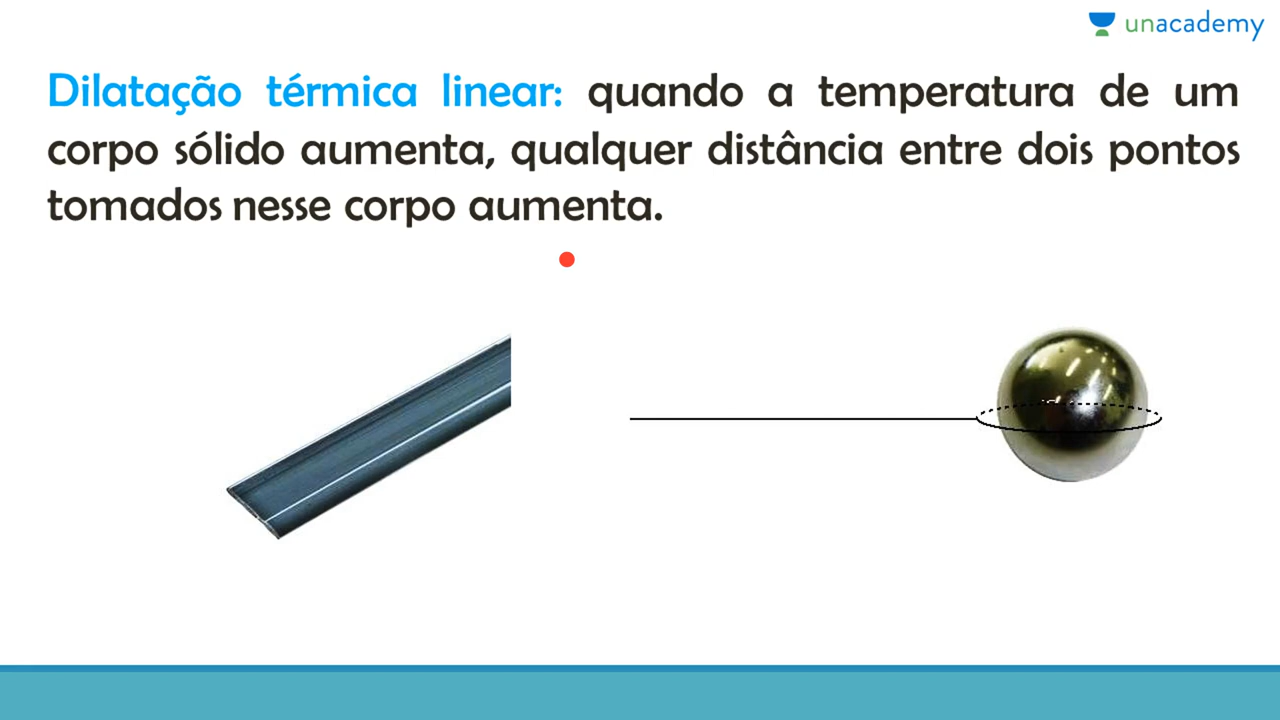 unacademy
Dilatação térmica linear: quando a temperatura de um
corpo sólido aumenta, qualquer distância entre dois pontos
tomados nesse corpo aumenta.